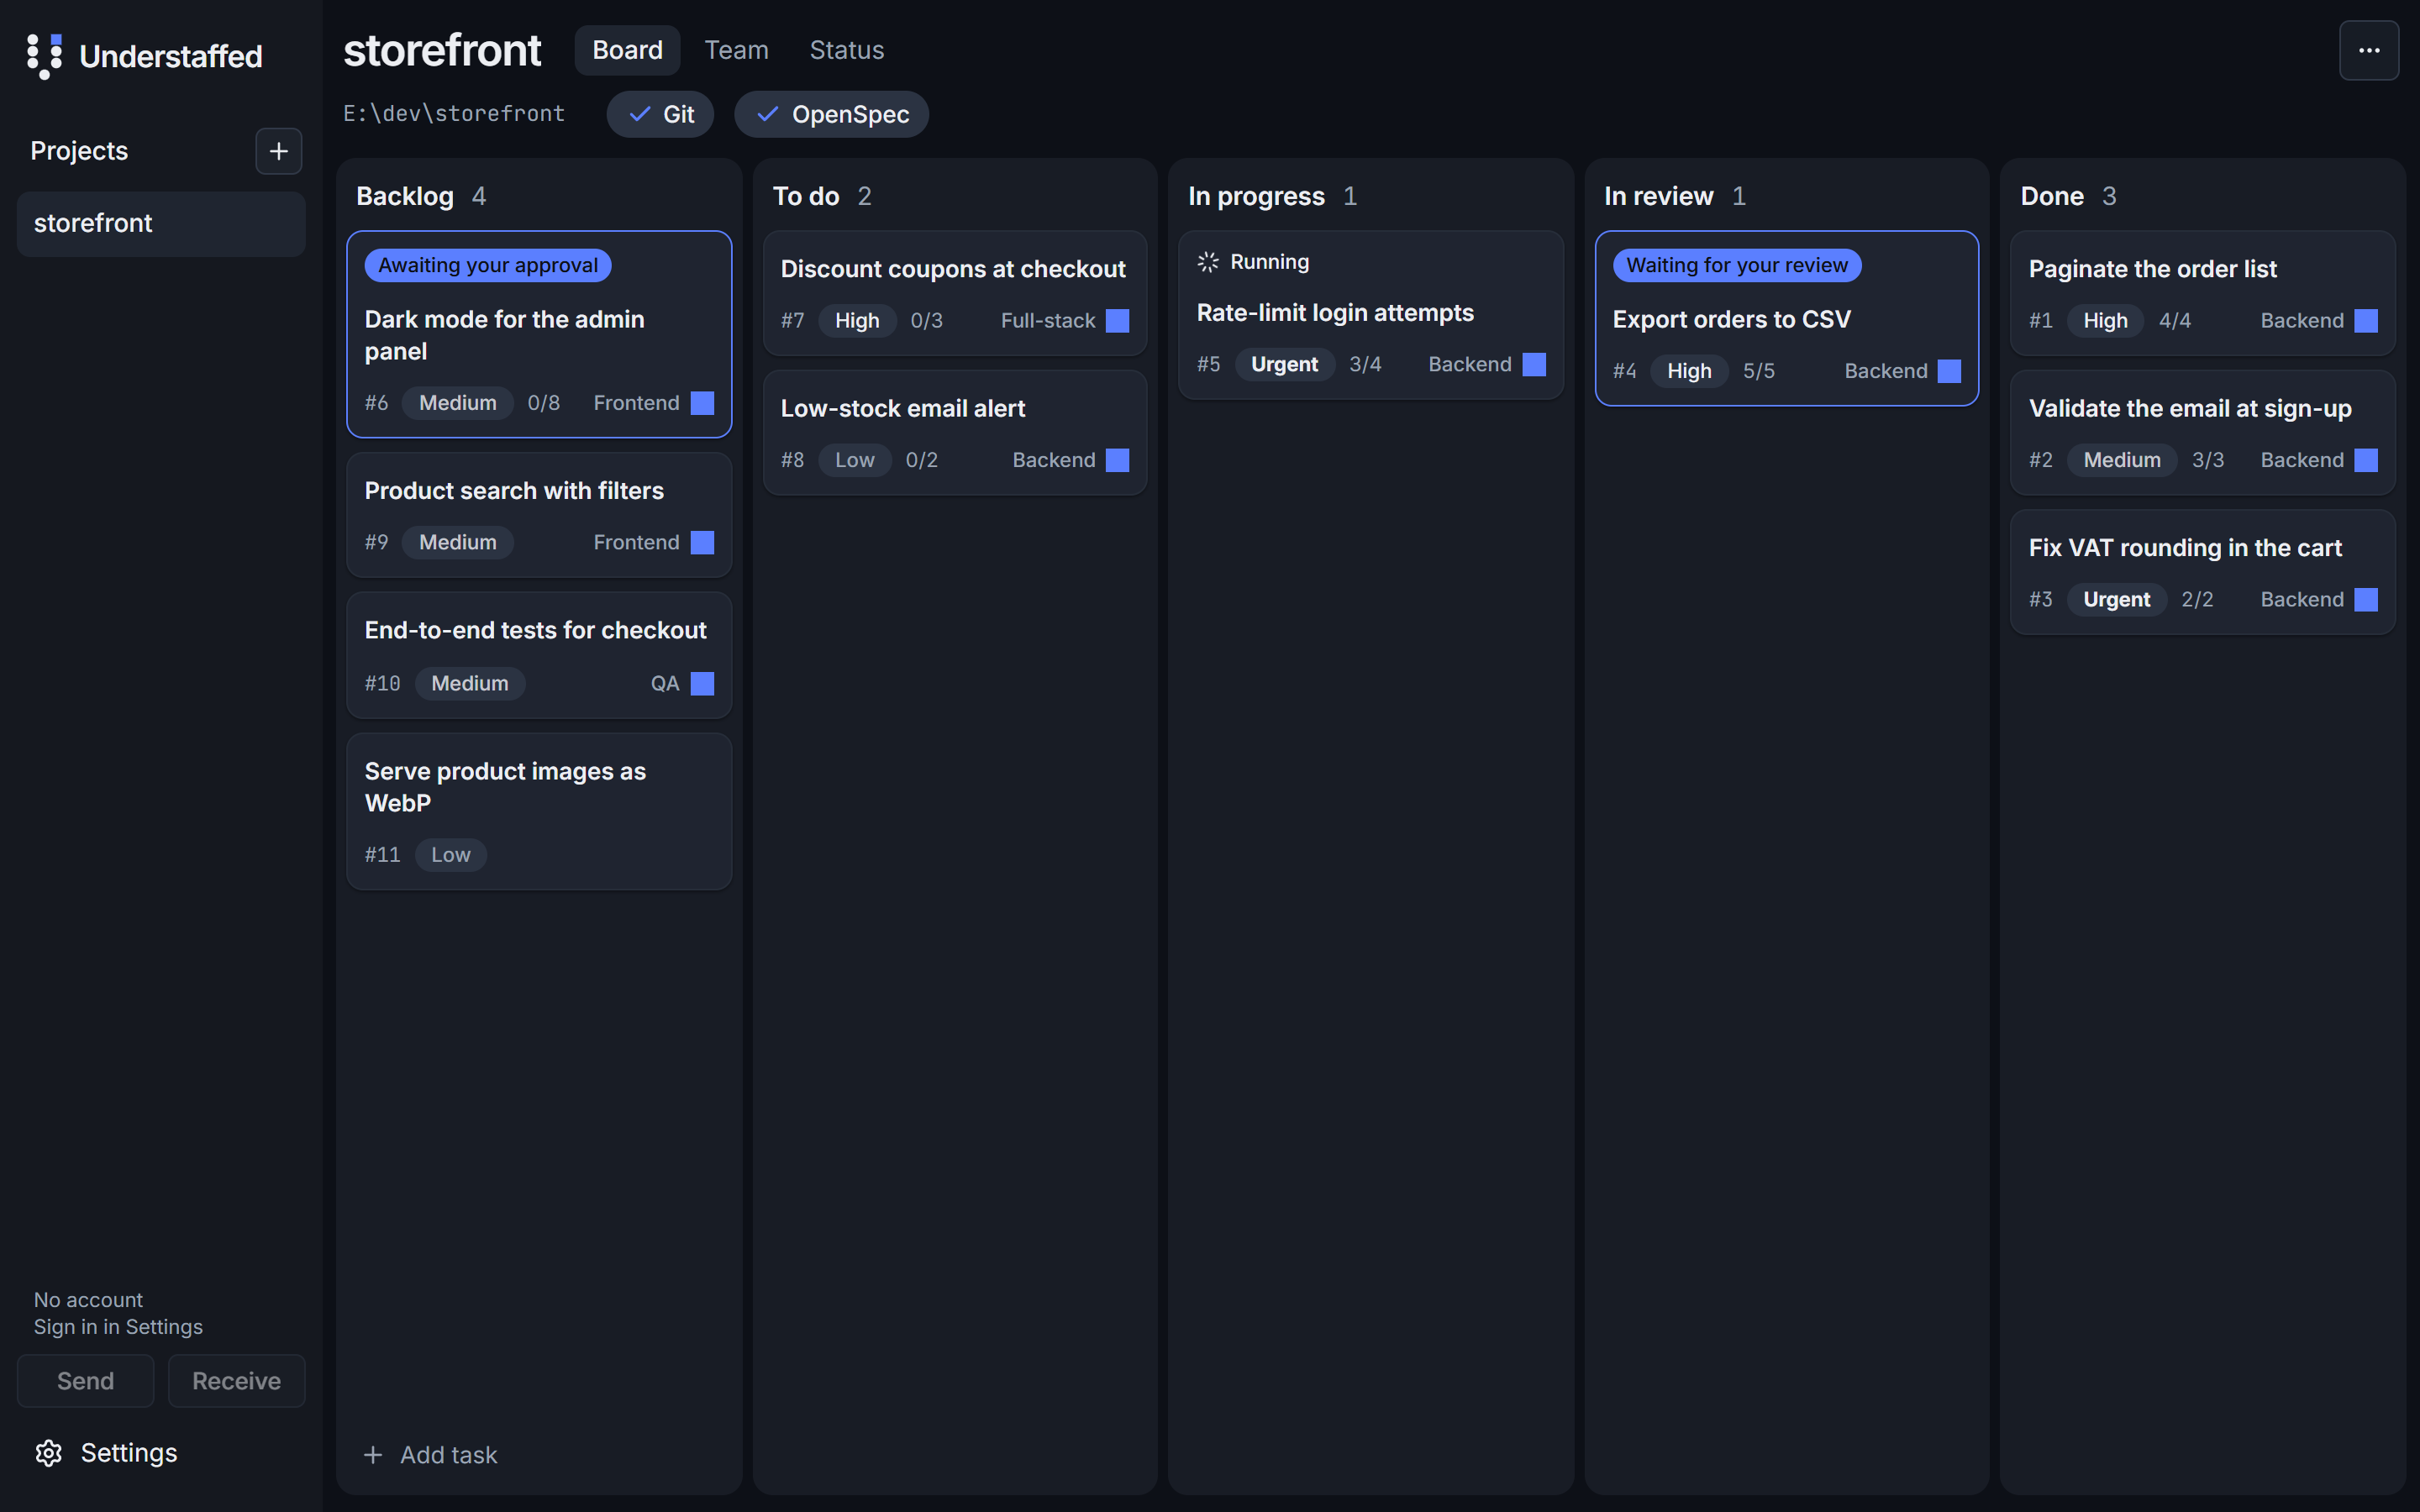 Understaffed
Projects
storefront
No account
Sign in in Settings
Send
Receive
Settings
storefront
Board
Team
Status
E:\dev\storefront
Git
OpenSpec
Backlog 4
Awaiting your approval
Dark mode for the admin
panel
#6 Medium 0/8 Frontend
Product search with filters
#9 Medium Frontend
End-to-end tests for checkout
#10 Medium QA
Serve product images as
WebP
#11 Low
Add task
To do 2
Discount coupons at checkout
#7 High 0/3 Full-stack
Low-stock email alert
#8 Low 0/2 Backend
In progress 1
Running
Rate-limit login attempts
#5 Urgent 3/4 Backend
In review 1
Waiting for your review
Export orders to CSV
#4 High 5/5 Backend
Done 3
Paginate the order list
#1 High 4/4 Backend
Validate the email at sign-up
#2 Medium 3/3 Backend
Fix VAT rounding in the cart
#3 Urgent 2/2 Backend